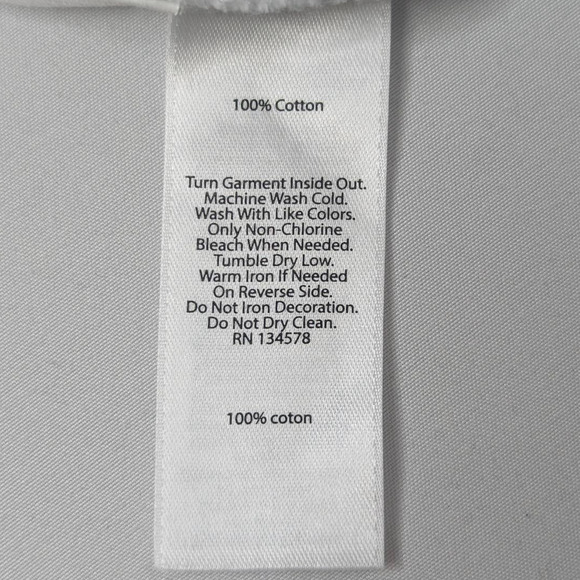 100% Cotton
Turn Garment Inside Out.
Machine Wash Cold.
Wash With Like Colors.
Only Non-Chlorine
Bleach When Needed.
Tumble Dry Low.
Warm Iron If Needed
On Reverse Side.
Do Not Iron Decoration.
Do Not Dry Clean.
RN 134578
100% coton